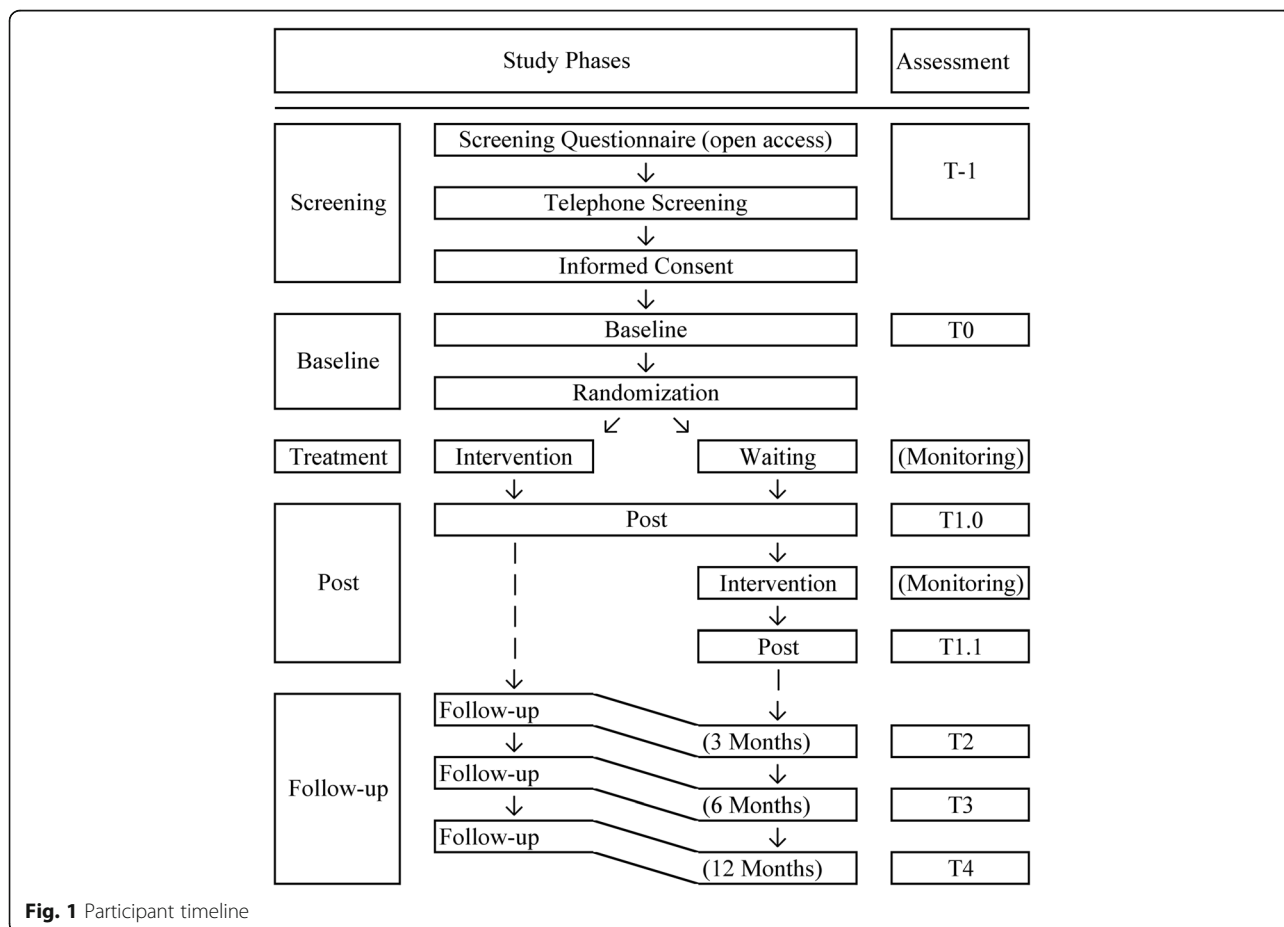 Study Phases
Assessment
Screening
Screening Questionnaire (open access)
T-1
Telephone Screening
Informed Consent
Baseline
Baseline
T0
Randomization
Treatment
Intervention
Waiting
(Monitoring)
Post
Post
T1.0
Intervention
(Monitoring)
Post
T1.1
Follow-up
Follow-up
(3 Months)
T2
Follow-up
(6 Months)
T3
Follow-up
(12 Months)
T4
Fig. 1 Participant timeline